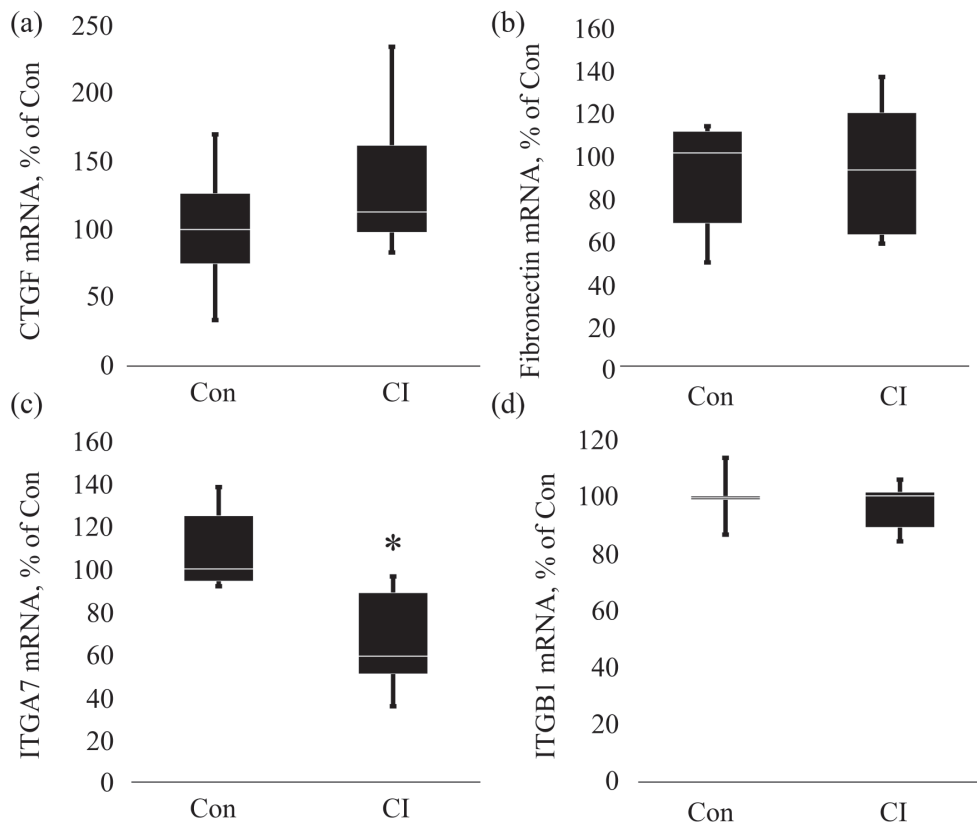 (a)
CTGF mRNA, % of Con
250
200
150
100
50
0
Con CI
(b)
Fibronectin mRNA, % of Con
160
140
120
100
80
60
40
20
0
Con CI
(c)
ITGA7 mRNA, % of Con
160
140
120
100
80
60
40
20
0
*
Con CI
(d)
ITGB1 mRNA, % of Con
120
100
80
60
40
20
0
Con CI